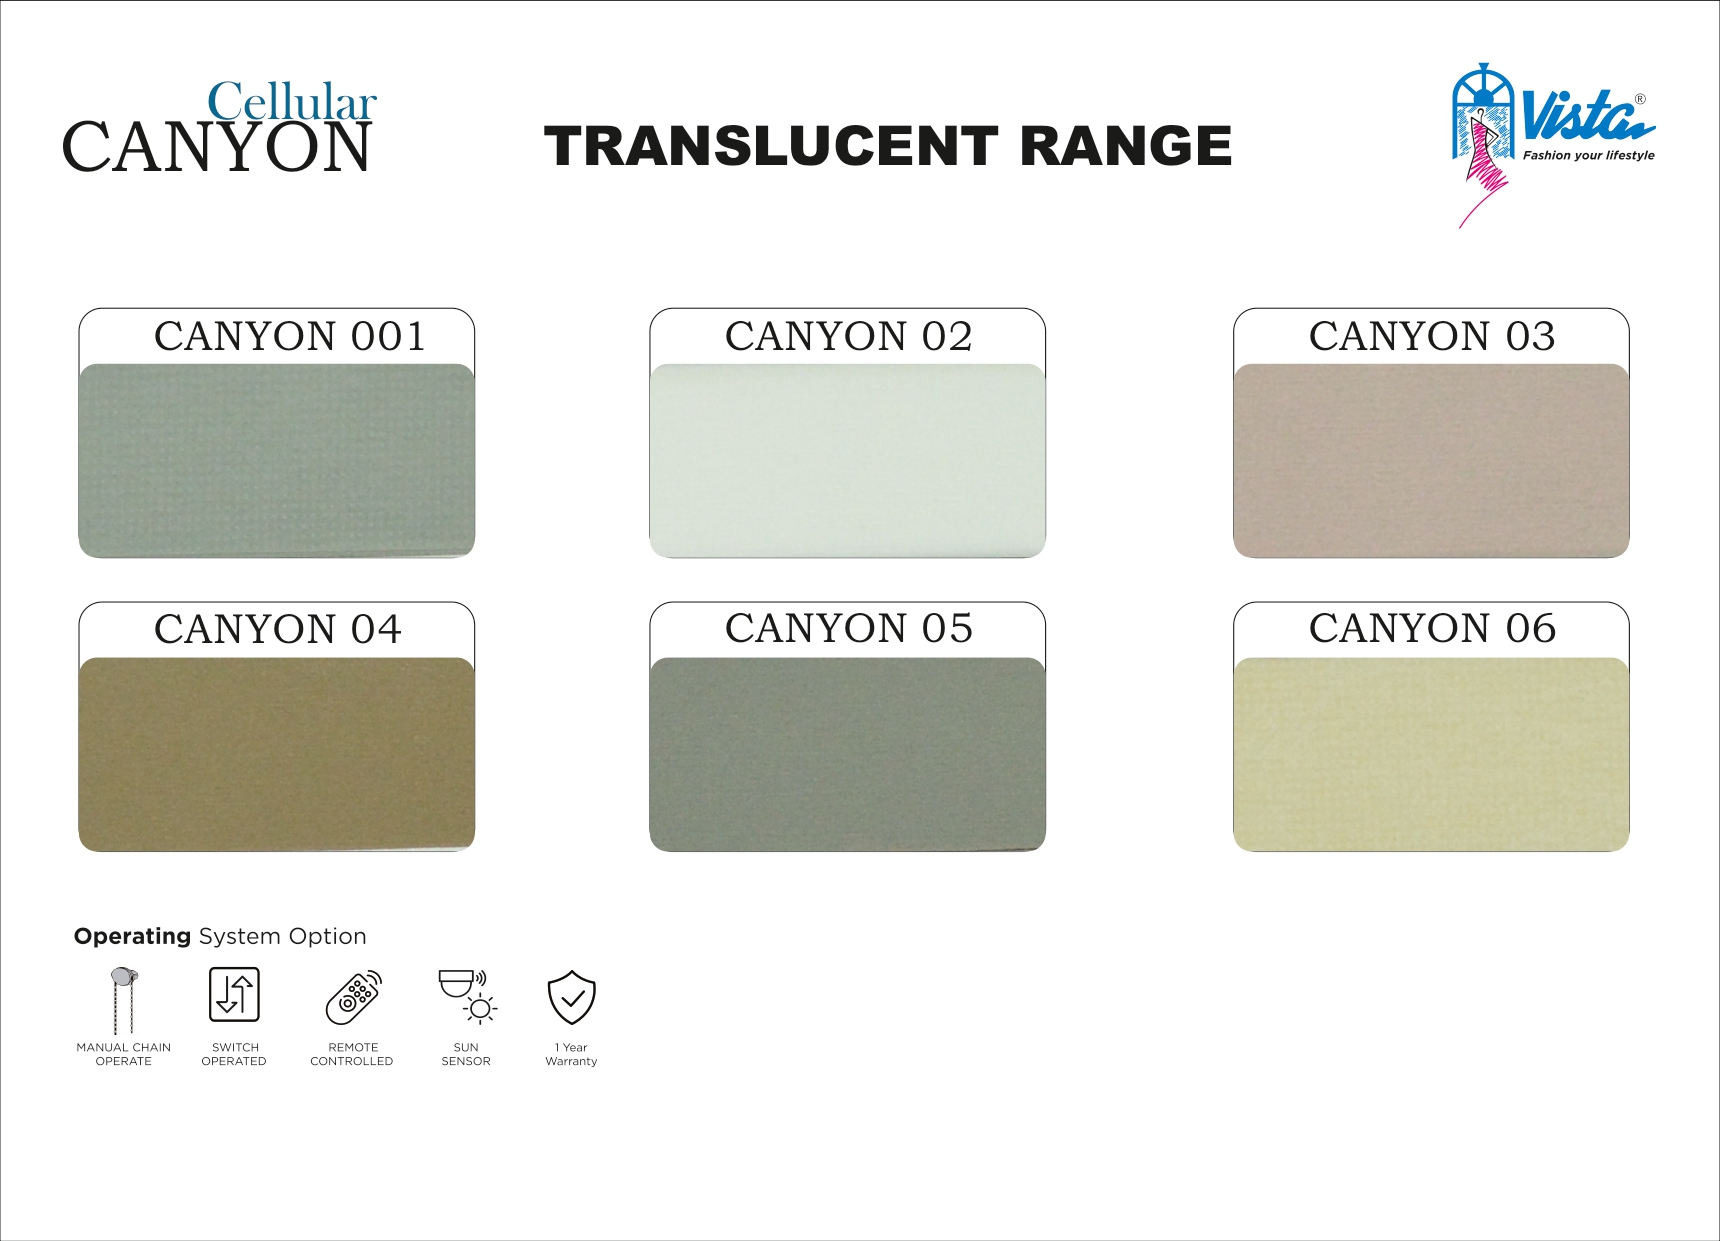 Cellular
CANYON
TRANSLUCENT RANGE
Vista®
Fashion your lifestyle
CANYON 001
CANYON 02
CANYON 03
CANYON 04
CANYON 05
CANYON 06
Operating System Option
MANUAL CHAIN
OPERATE
SWITCH
OPERATED
REMOTE
CONTROLLED
SUN
SENSOR
1 Year
Warranty